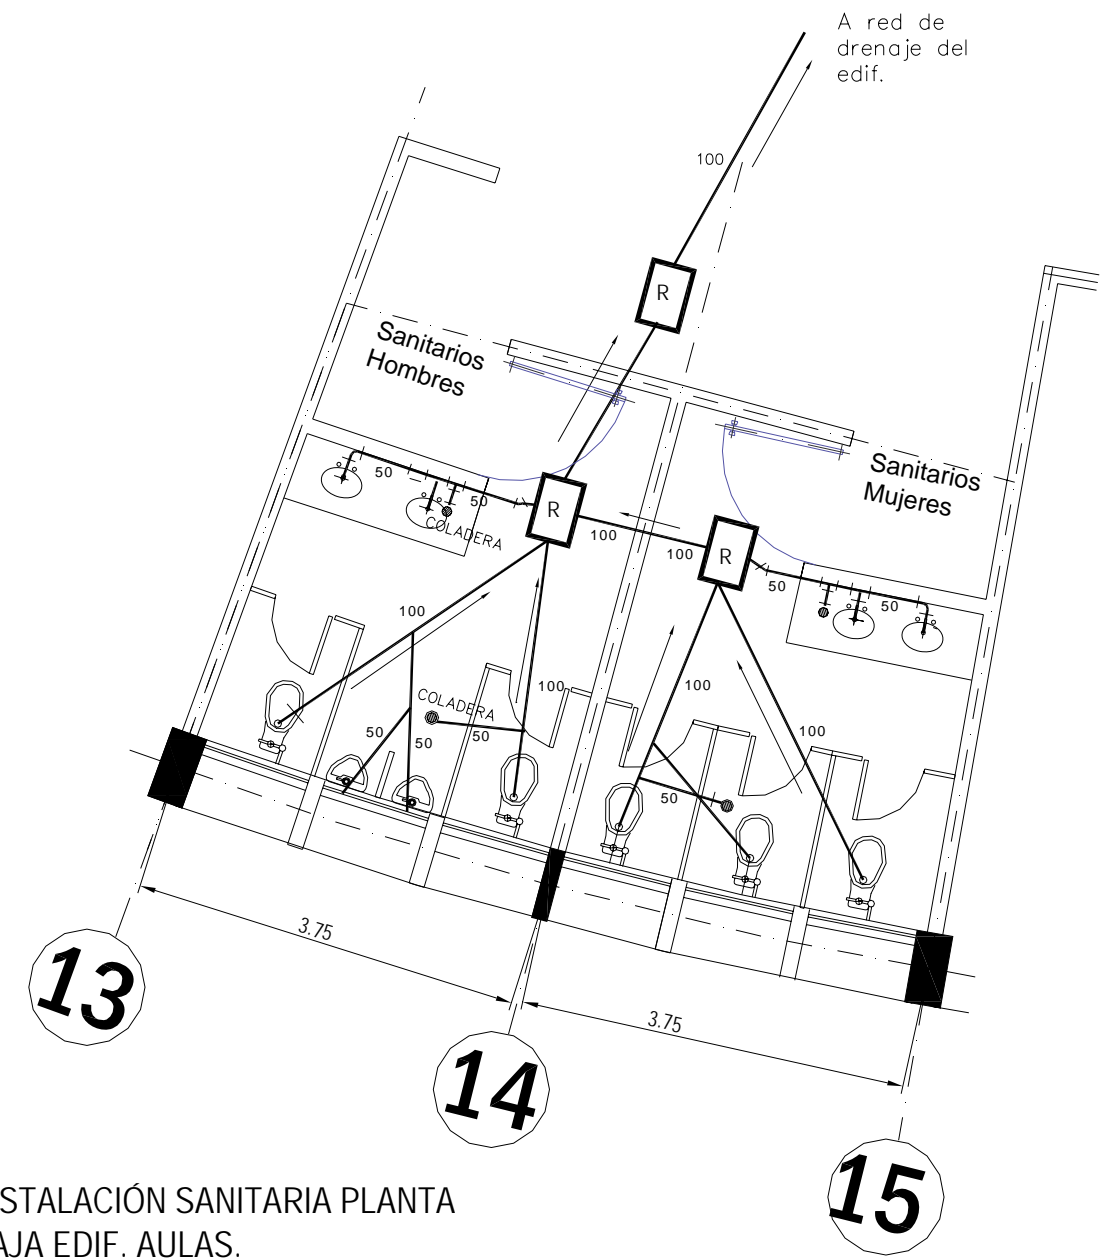 A red de
drenaje del
edif.
100
R
Sanitarios
Hombres
Sanitarios
Mujeres
50
50
R
COLADERA
100
100
R
50
50
100
COLADERA
100
100
50
50
50
100
50
3.75
3.75
13
14
15
STALACIÓN SANITARIA PLANTA
AJA EDIF. AULAS.